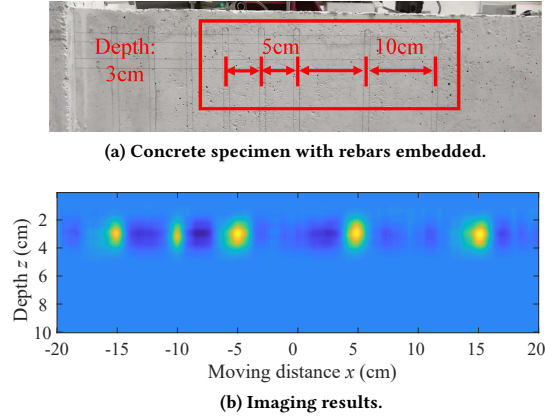 Depth:
3cm
5cm
10cm
(a) Concrete specimen with rebars embedded.
Depth z (cm)
2
4
6
8
10
-20 -15 -10 -5 0 5 10 15 20
Moving distance x (cm)
(b) Imaging results.